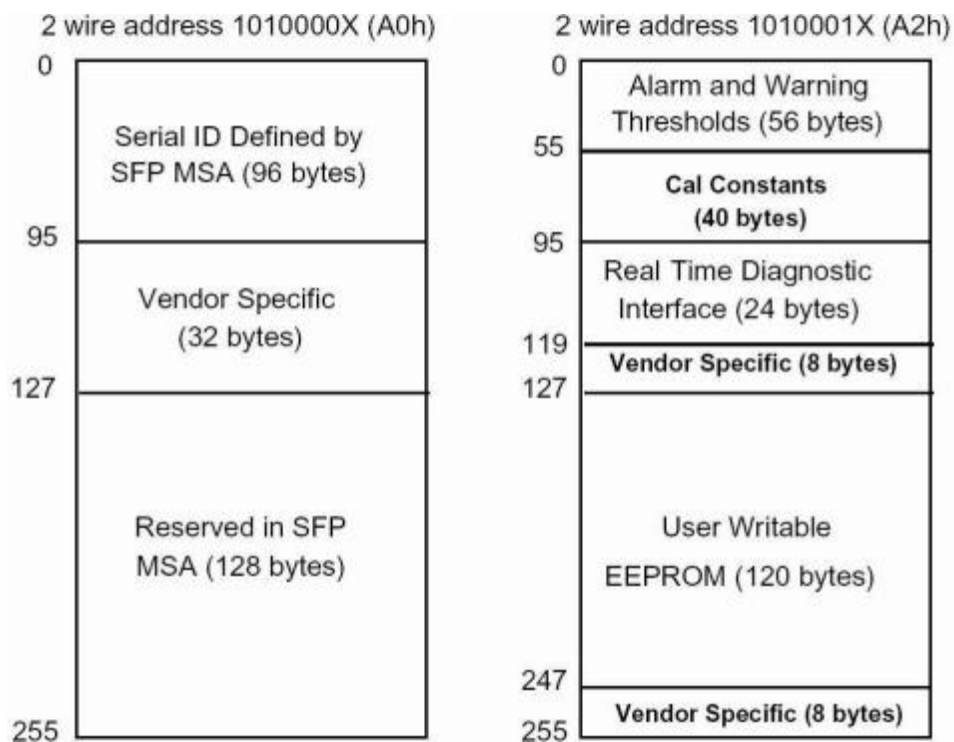 2 wire address 1010000X (A0h)
0
Serial ID Defined by
SFP MSA (96 bytes)
95
Vendor Specific
(32 bytes)
127
Reserved in SFP
MSA (128 bytes)
255
2 wire address 1010001X (A2h)
0
Alarm and Warning
Thresholds (56 bytes)
55
Cal Constants
(40 bytes)
95
Real Time Diagnostic
Interface (24 bytes)
119
Vendor Specific (8 bytes)
127
User Writable
EEPROM (120 bytes)
247
Vendor Specific (8 bytes)
255